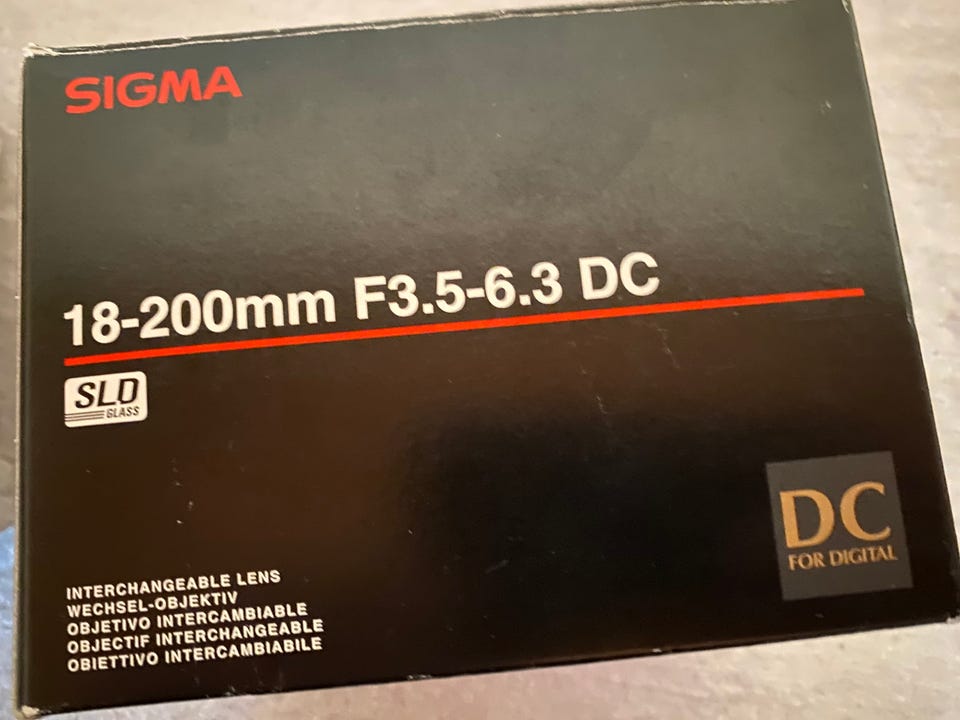 SIGMA
18-200mm F3.5-6.3 DC
SLD
GLASS
DC
FOR DIGITAL
INTERCHANGEABLE LENS
WECHSEL-OBJEKTIV
OBJETIVO INTERCAMBIABLE
OBJECTIF INTERCHANGEABLE
OBIETTIVO INTERCAMBIABILE